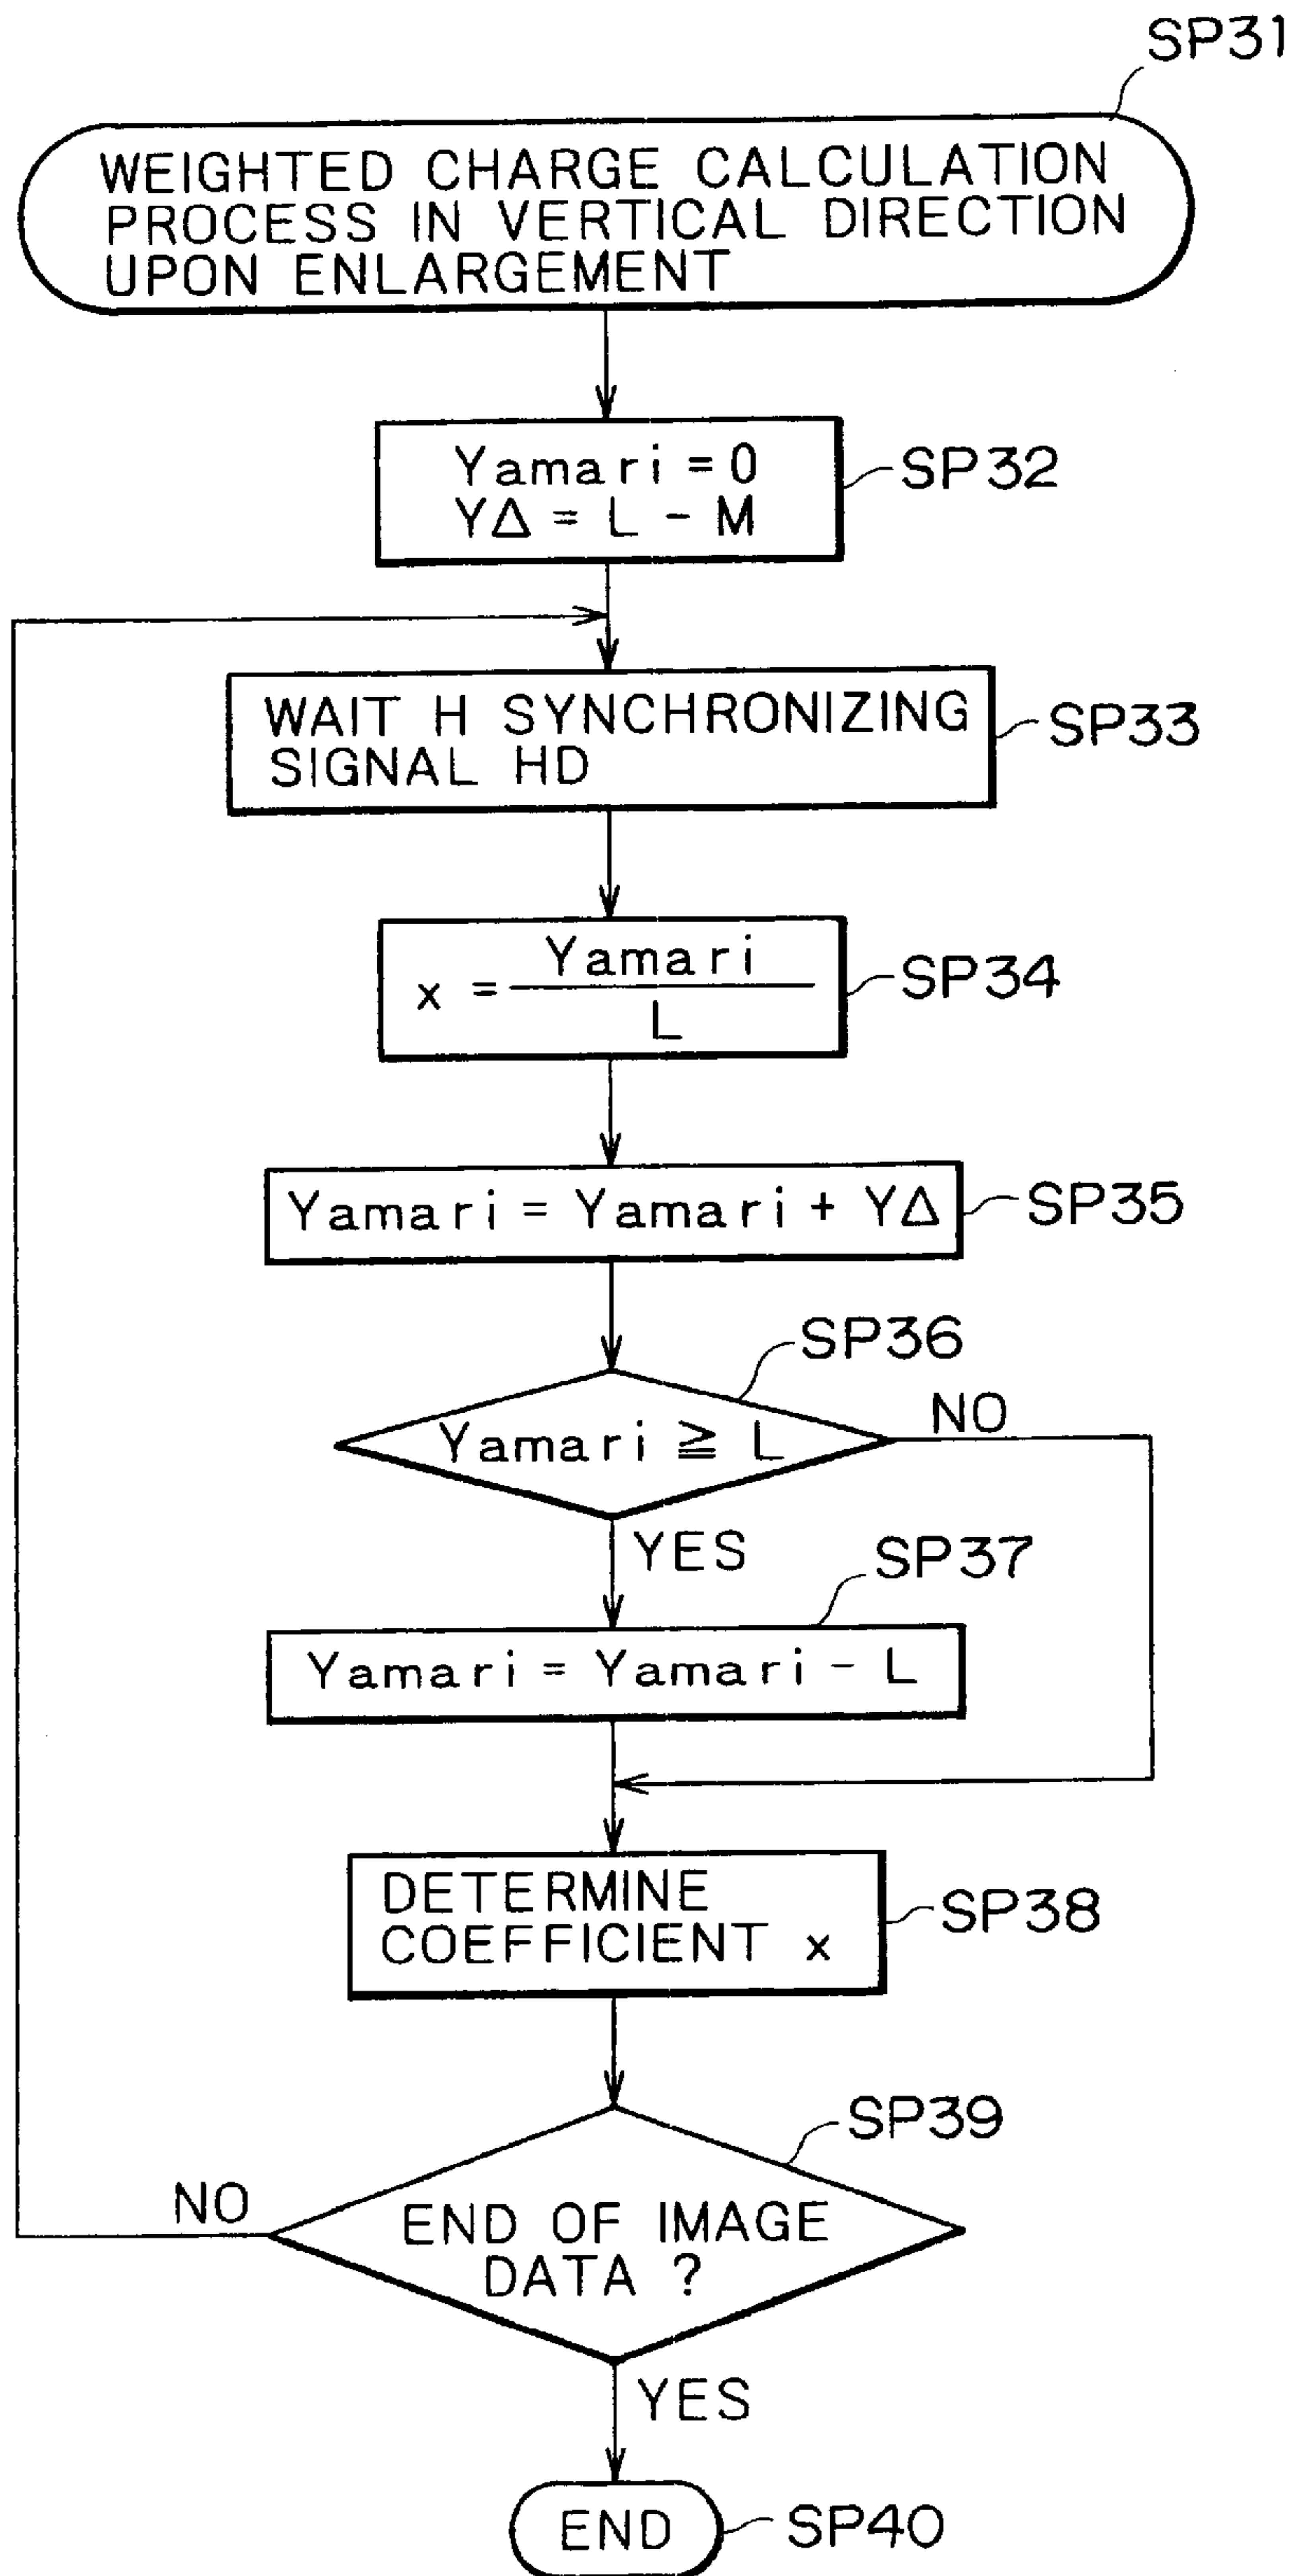 SP31
WEIGHTED CHARGE CALCULATION
PROCESS IN VERTICAL DIRECTION
UPON ENLARGEMENT
Yamari = 0
YΔ = L - M
SP32
WAIT H SYNCHRONIZING
SIGNAL HD
SP33
x = Yamari / L
SP34
Yamari = Yamari + YΔ
SP35
SP36
Yamari ≧ L
NO
YES
SP37
Yamari = Yamari - L
DETERMINE
COEFFICIENT x
SP38
SP39
NO
END OF IMAGE
DATA ?
YES
END
SP40